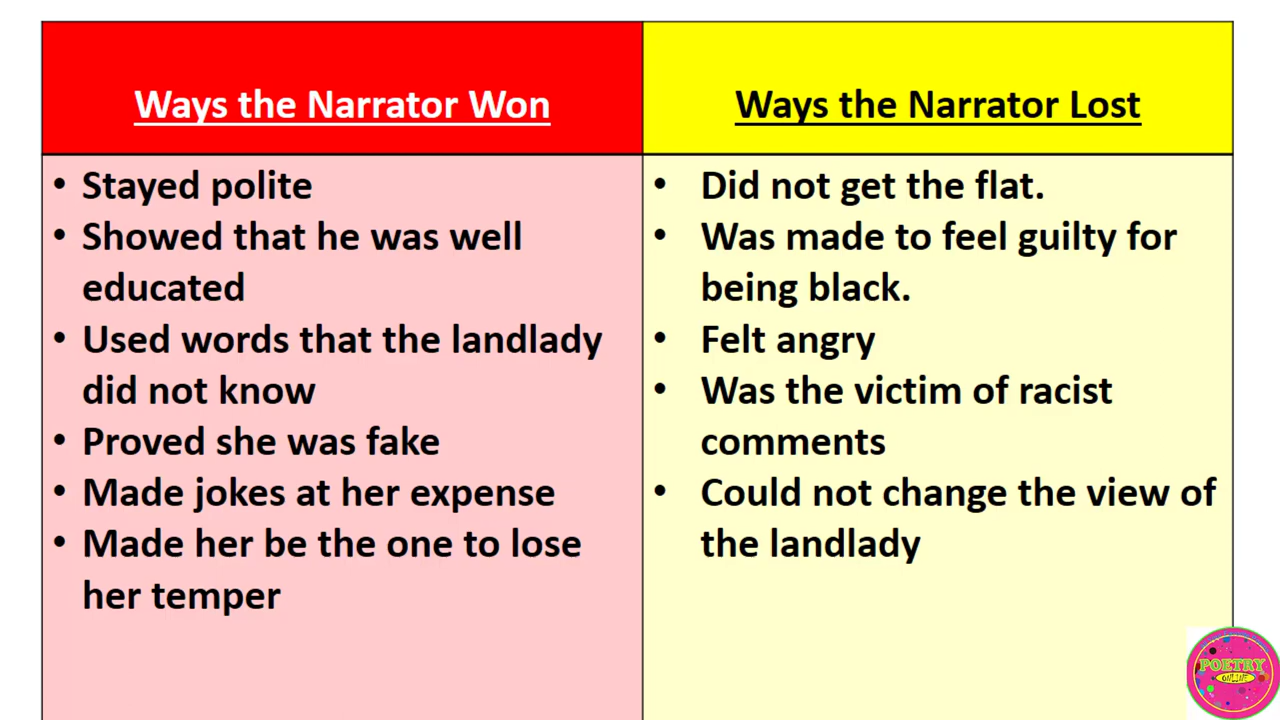 Ways the Narrator Won
Ways the Narrator Lost
• Stayed polite
• Showed that he was well
educated
• Used words that the landlady
did not know
• Proved she was fake
• Made jokes at her expense
• Made her be the one to lose
her temper
• Did not get the flat.
• Was made to feel guilty for
being black.
• Felt angry
• Was the victim of racist
comments
• Could not change the view of
the landlady
POETRY
ONLINE